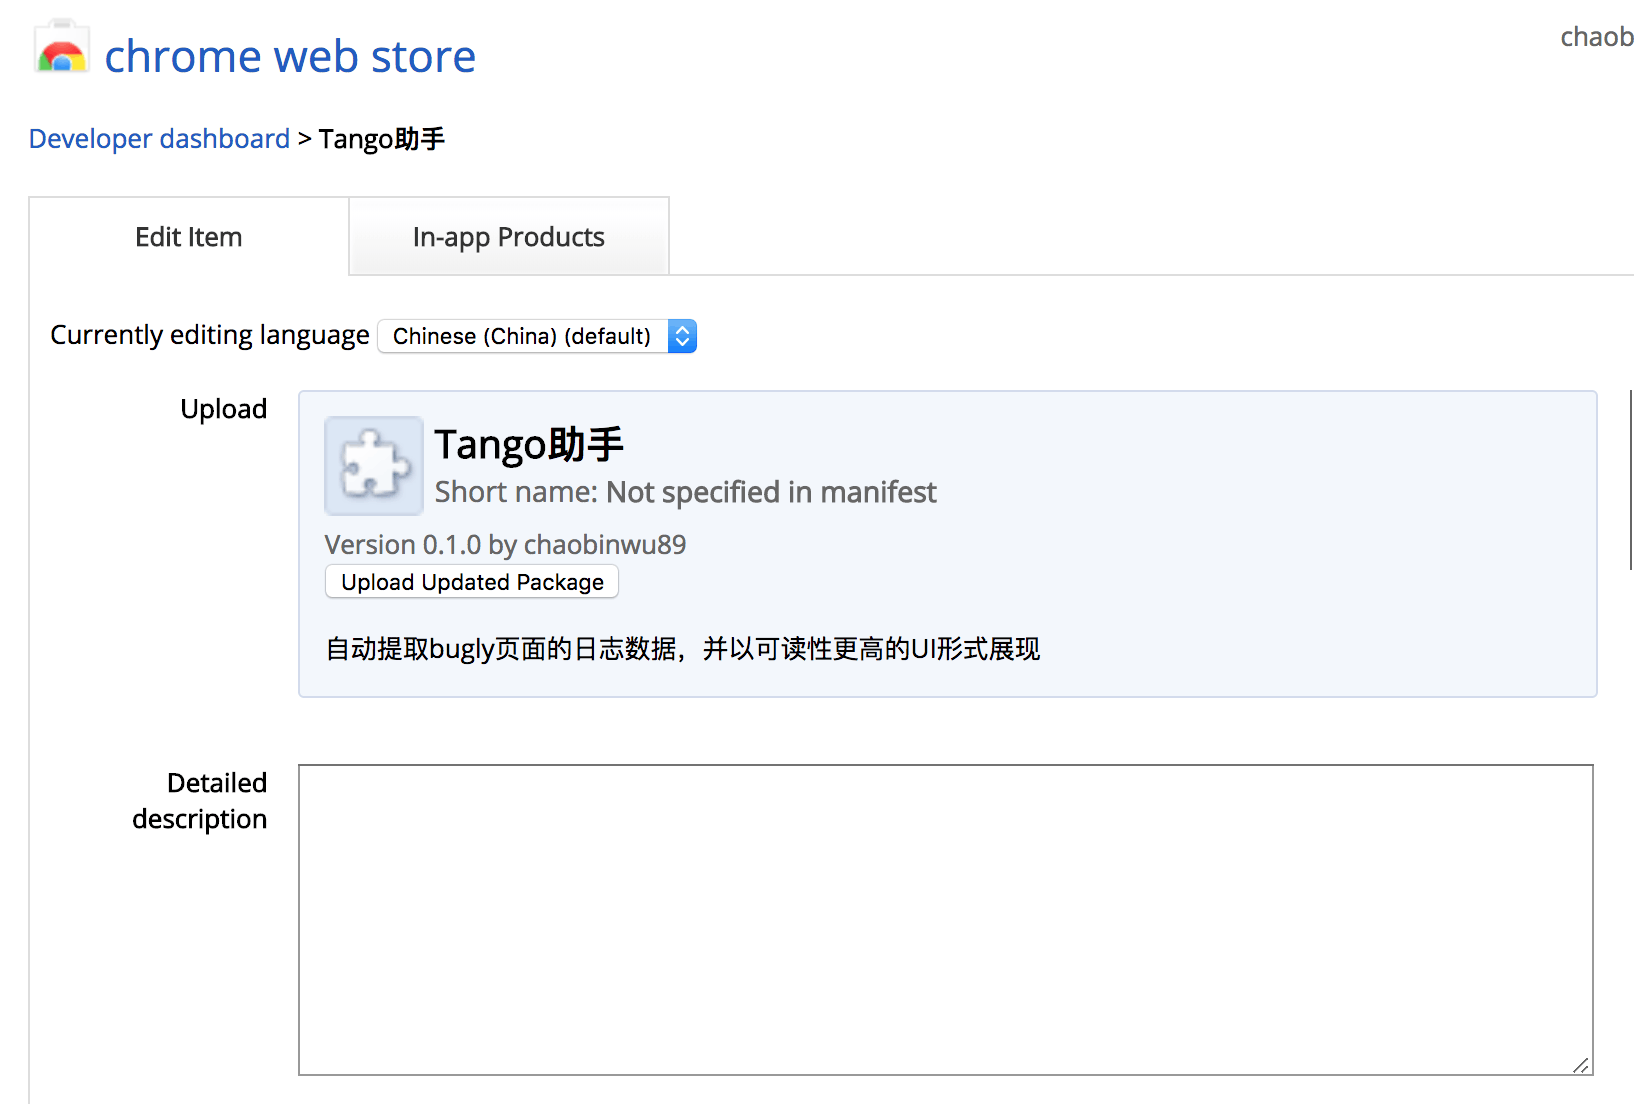 chrome web store
chaob
Developer dashboard > Tango助手
Edit Item
In-app Products
Currently editing language Chinese (China) (default)
Upload
Tango助手
Short name: Not specified in manifest
Version 0.1.0 by chaobinwu89
Upload Updated Package
自动提取bugly页面的日志数据，并以可读性更高的UI形式展现
Detailed
description